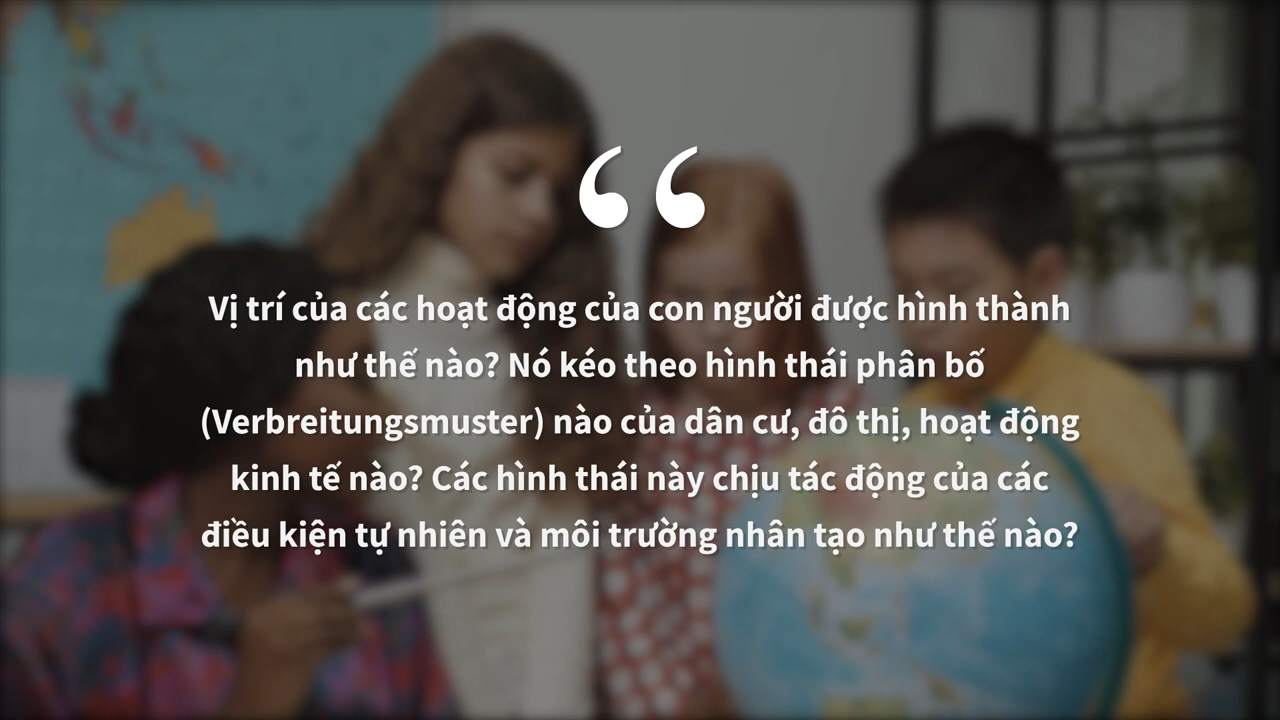 “
Vị trí của các hoạt động của con người được hình thành
như thế nào? Nó kéo theo hình thái phân bố
(Verbreitungsmuster) nào của dân cư, đô thị, hoạt động
kinh tế nào? Các hình thái này chịu tác động của các
điều kiện tự nhiên và môi trường nhân tạo như thế nào?